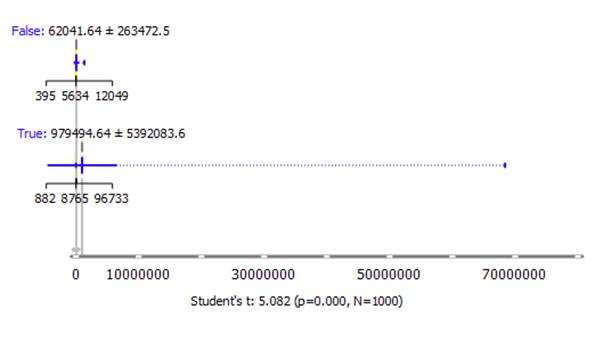 False: 62041.64 ± 263472.5
395 5634 12049
True: 979494.64 ± 5392083.6
882 8765 96733
0 10000000 30000000 50000000 70000000
Student's t: 5.082 (p=0.000, N=1000)